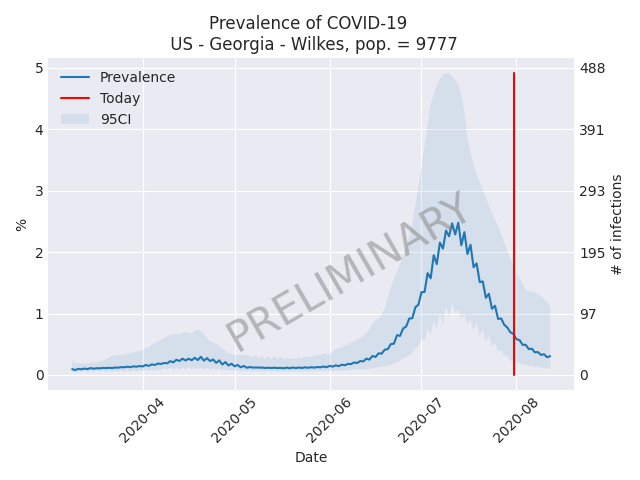 Prevalence of COVID-19
US - Georgia - Wilkes, pop. = 9777
Prevalence
Today
95CI
PRELIMINARY
5
4
3
2
1
0
%
488
391
293
195
97
0
# of infections
2020-04
2020-05
2020-06
2020-07
2020-08
Date